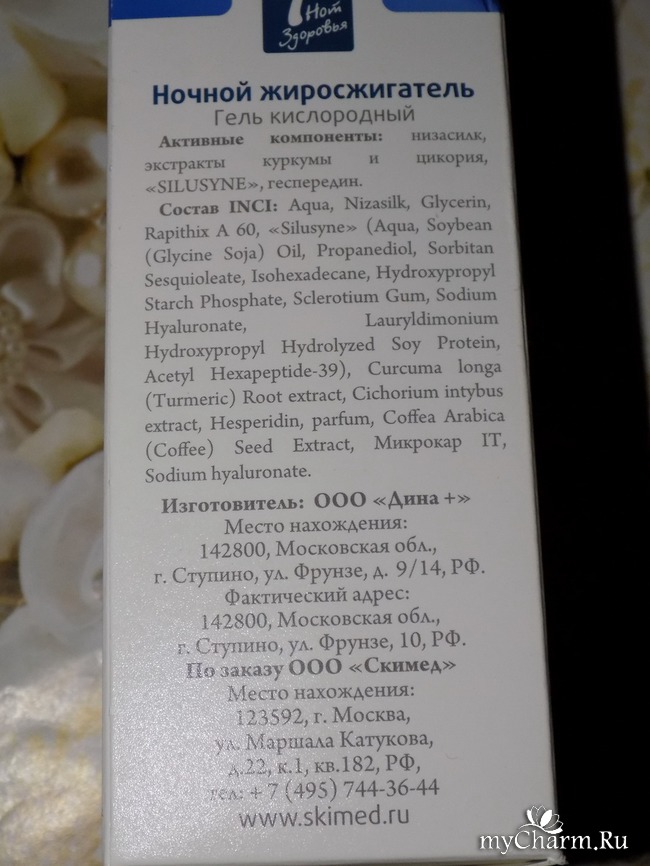 7 Нот
Здоровья
Ночной жиросжигатель
Гель кислородный
Активные компоненты: низасилк,
экстракты куркумы и цикория,
«SILUSYNE», геспередин.
Состав INCI: Aqua, Nizasilk, Glycerin,
Rapithix A 60, «Silusyne» (Aqua, Soybean
(Glycine Soja) Oil, Propanediol, Sorbitan
Sesquioleate, Isohexadecane, Hydroxypropyl
Starch Phosphate, Sclerotium Gum, Sodium
Hyaluronate, Lauryldimonium
Hydroxypropyl Hydrolyzed Soy Protein,
Acetyl Hexapeptide-39), Curcuma longa
(Turmeric) Root extract, Cichorium intybus
extract, Hesperidin, parfum, Coffea Arabica
(Coffee) Seed Extract, Микрокар IT,
Sodium hyaluronate.
Изготовитель: ООО «Дина +»
Место нахождения:
142800, Московская обл.,
г. Ступино, ул. Фрунзе, д. 9/14, РФ.
Фактический адрес:
142800, Московская обл.,
г. Ступино, ул. Фрунзе, 10, РФ.
По заказу ООО «Скимед»
Место нахождения:
123592, г. Москва,
ул. Маршала Катукова,
д.22, к.1, кв.182, РФ,
тел: + 7 (495) 744-36-44
www.skimed.ru
myCharm.Ru